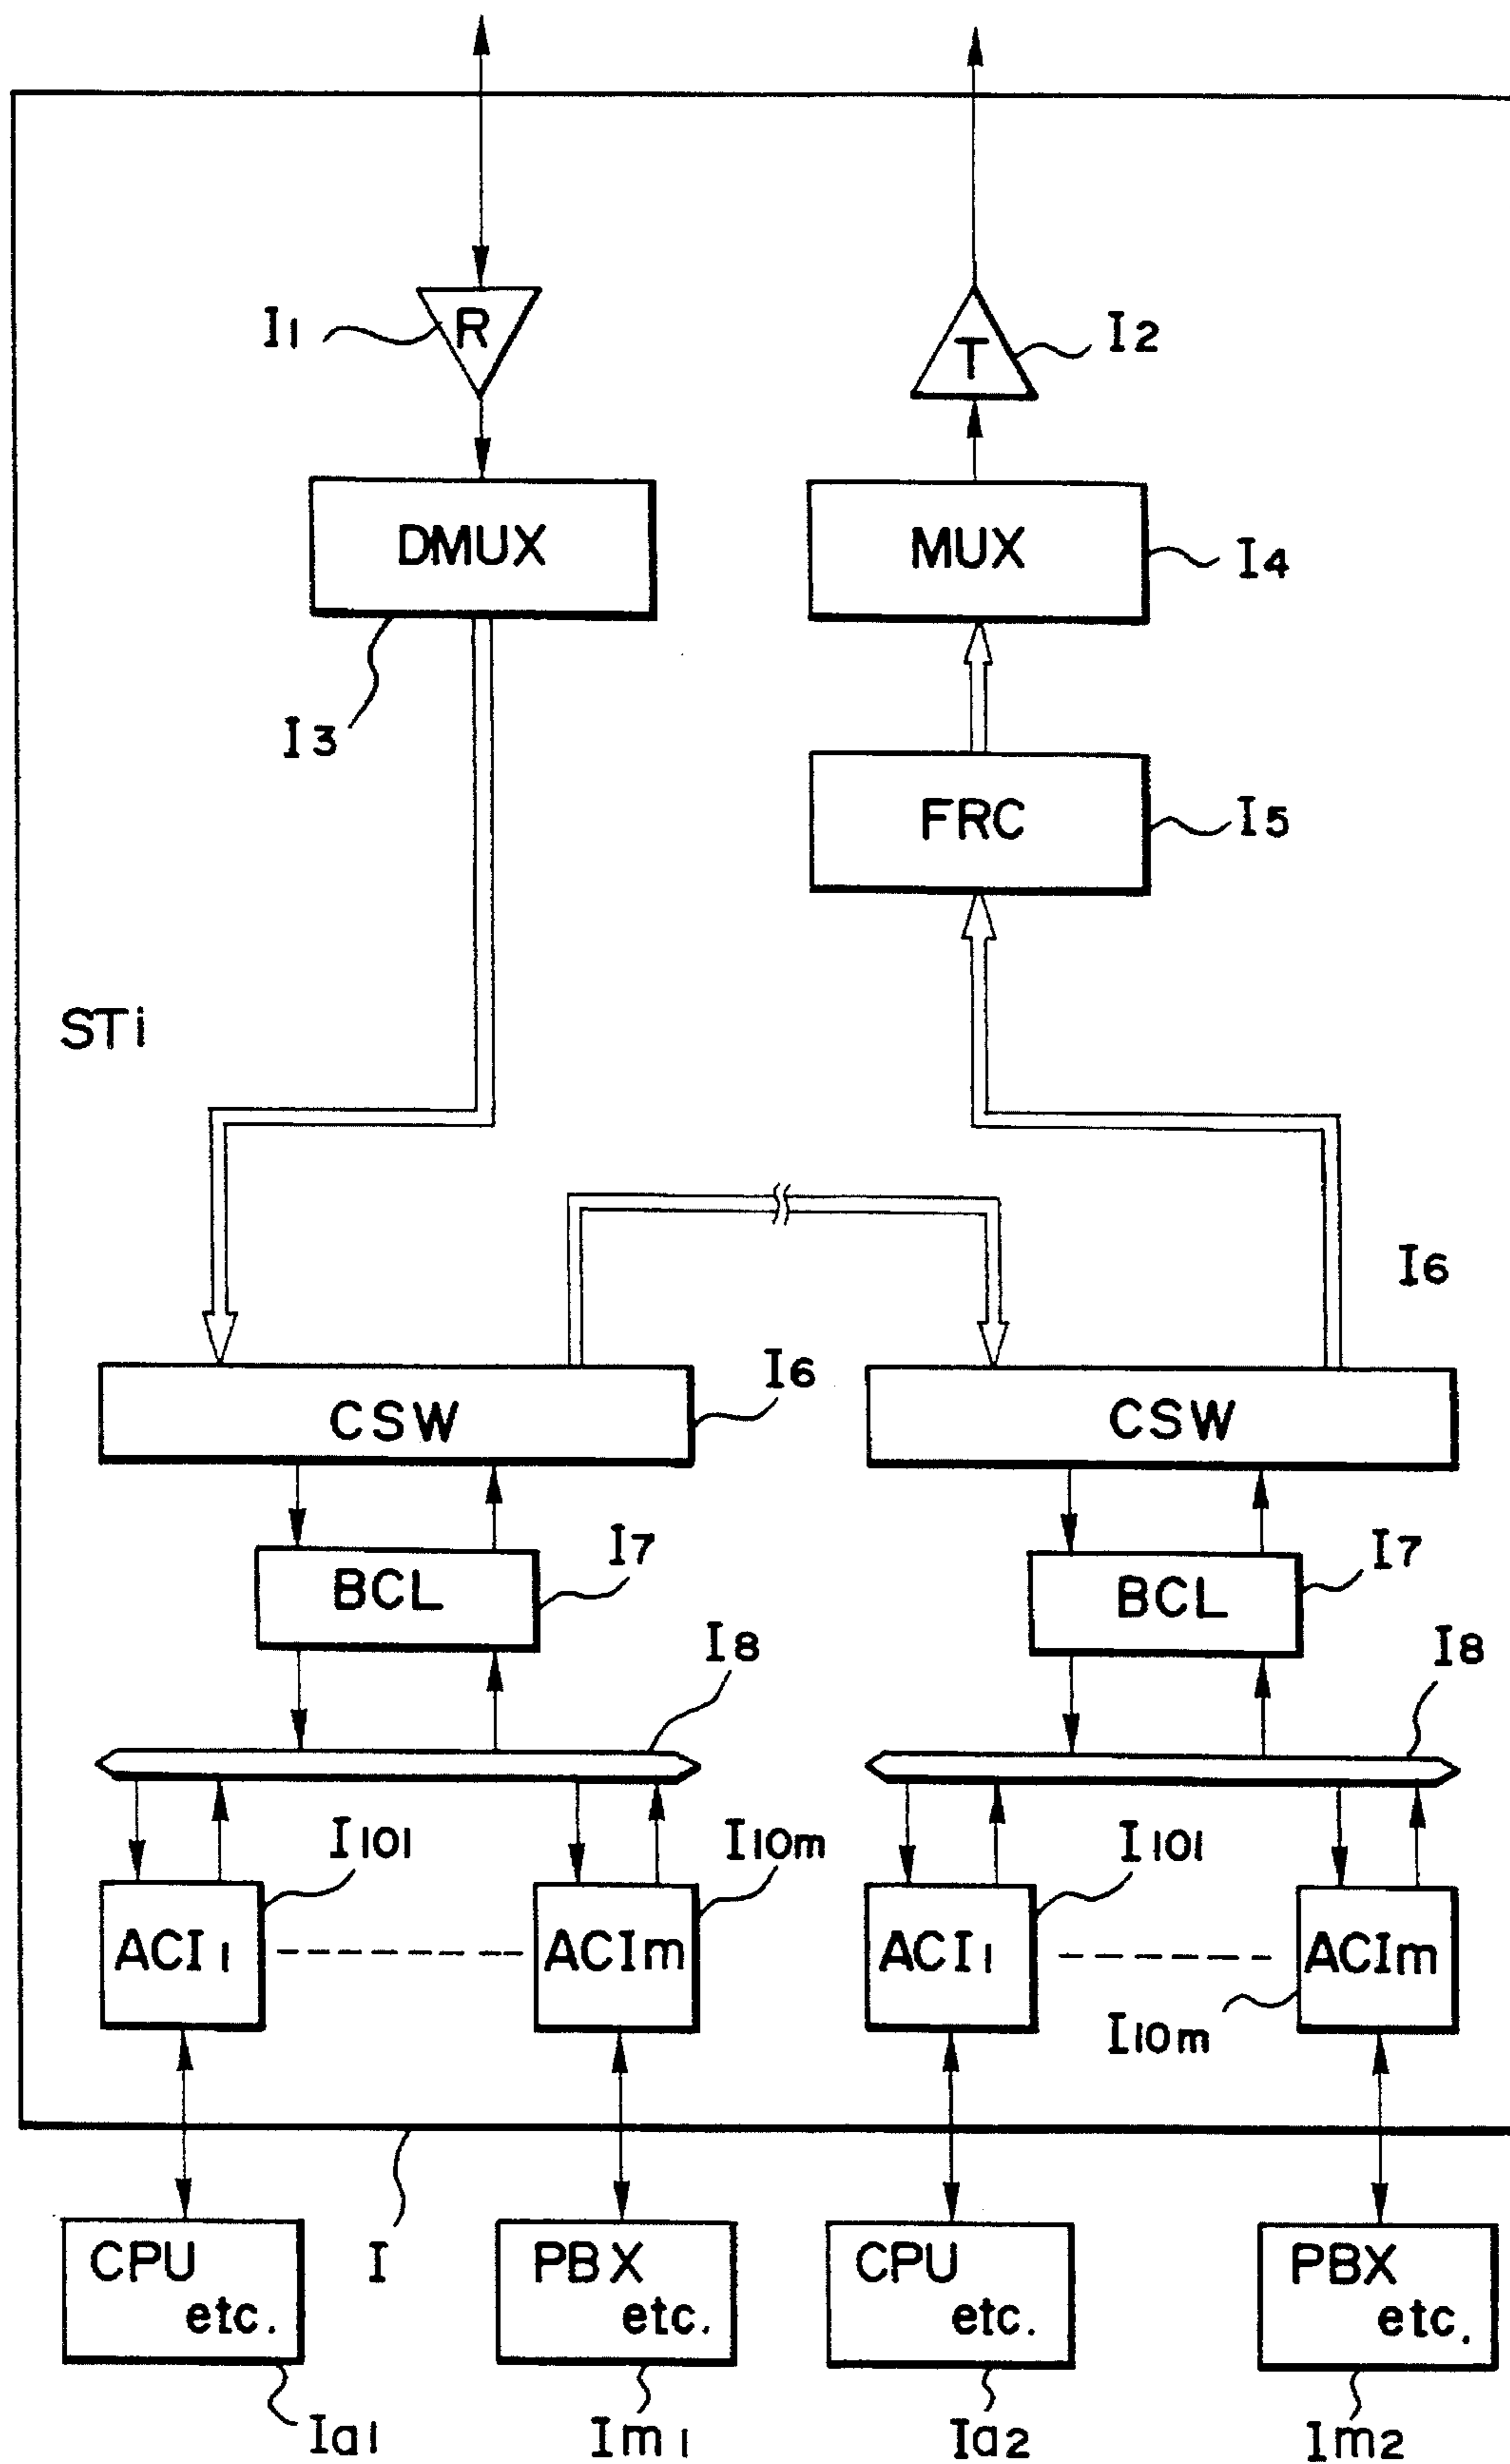 I1
R
T
I2
DMUX
MUX
I4
I3
FRC
I5
STi
I6
I6
CSW
CSW
I7
I7
BCL
BCL
I8
I8
I101
I10m
I101
ACI1
ACIm
ACI1
ACIm
I10m
I
CPU etc.
PBX etc.
CPU etc.
PBX etc.
Ia1
Im1
Ia2
Im2